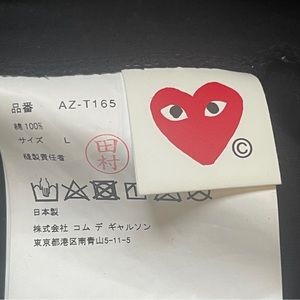 品番 AZ-T165
綿 100%
サイズ L
縫製責任者
田村
©
日本製
株式会社 コム デ ギャルソン
東京都港区南青山5-11-5